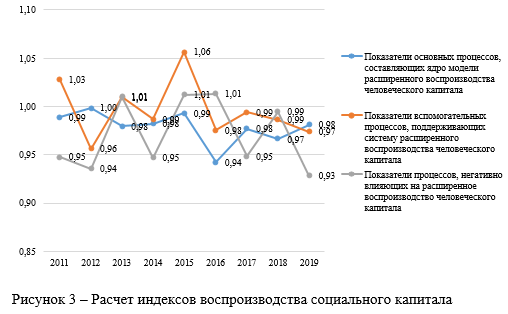 1,10
1,05
1,00
0,95
0,90
0,85
1,03
0,99
0,95
1,00
0,96
0,94
1,01
1,01
0,98
0,99
0,98
0,95
1,06
1,01
0,99
1,01
0,98
0,94
0,99
0,98
0,95
0,99
0,99
0,97
0,98
0,97
0,93
2011 2012 2013 2014 2015 2016 2017 2018 2019
Показатели основных процессов,
составляющих ядро модели
расширенного воспроизводства
человеческого капитала
Показатели вспомогательных
процессов, поддерживающих
систему расширенного
воспроизводства человеческого
капитала
Показатели процессов, негативно
влияющих на расширенное
воспроизводство человеческого
капитала
Рисунок 3 – Расчет индексов воспроизводства социального капитала